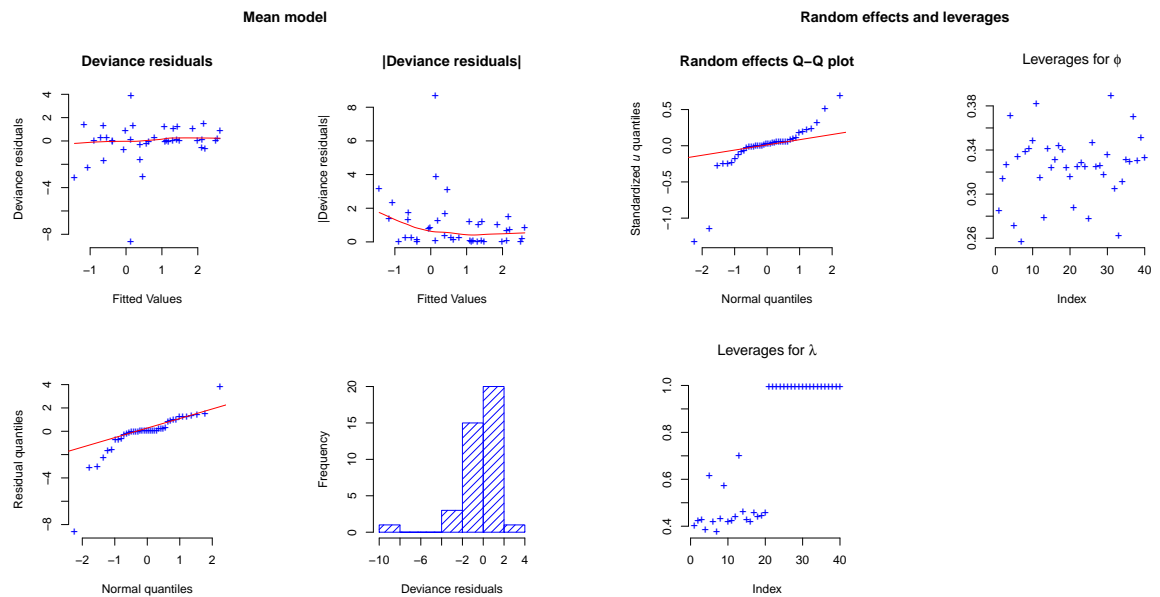 Mean model
Random effects and leverages
Deviance residuals
Deviance residuals
4
2
0
−4
−8
−1 0 1 2
Fitted Values
|Deviance residuals|
|Deviance residuals|
8
6
4
2
0
−1 0 1 2
Fitted Values
Random effects Q−Q plot
Standardized u quantiles
0.5
0.0
−0.5
−1.0
−2 −1 0 1 2
Normal quantiles
Leverages for ϕ
0.38
0.34
0.30
0.26
0 10 20 30 40
Index
Residual quantiles
4
2
0
−4
−8
−2 −1 0 1 2
Normal quantiles
Frequency
20
15
10
5
0
−10 −6 −2 0 2 4
Deviance residuals
Leverages for λ
1.0
0.8
0.6
0.4
0 10 20 30 40
Index